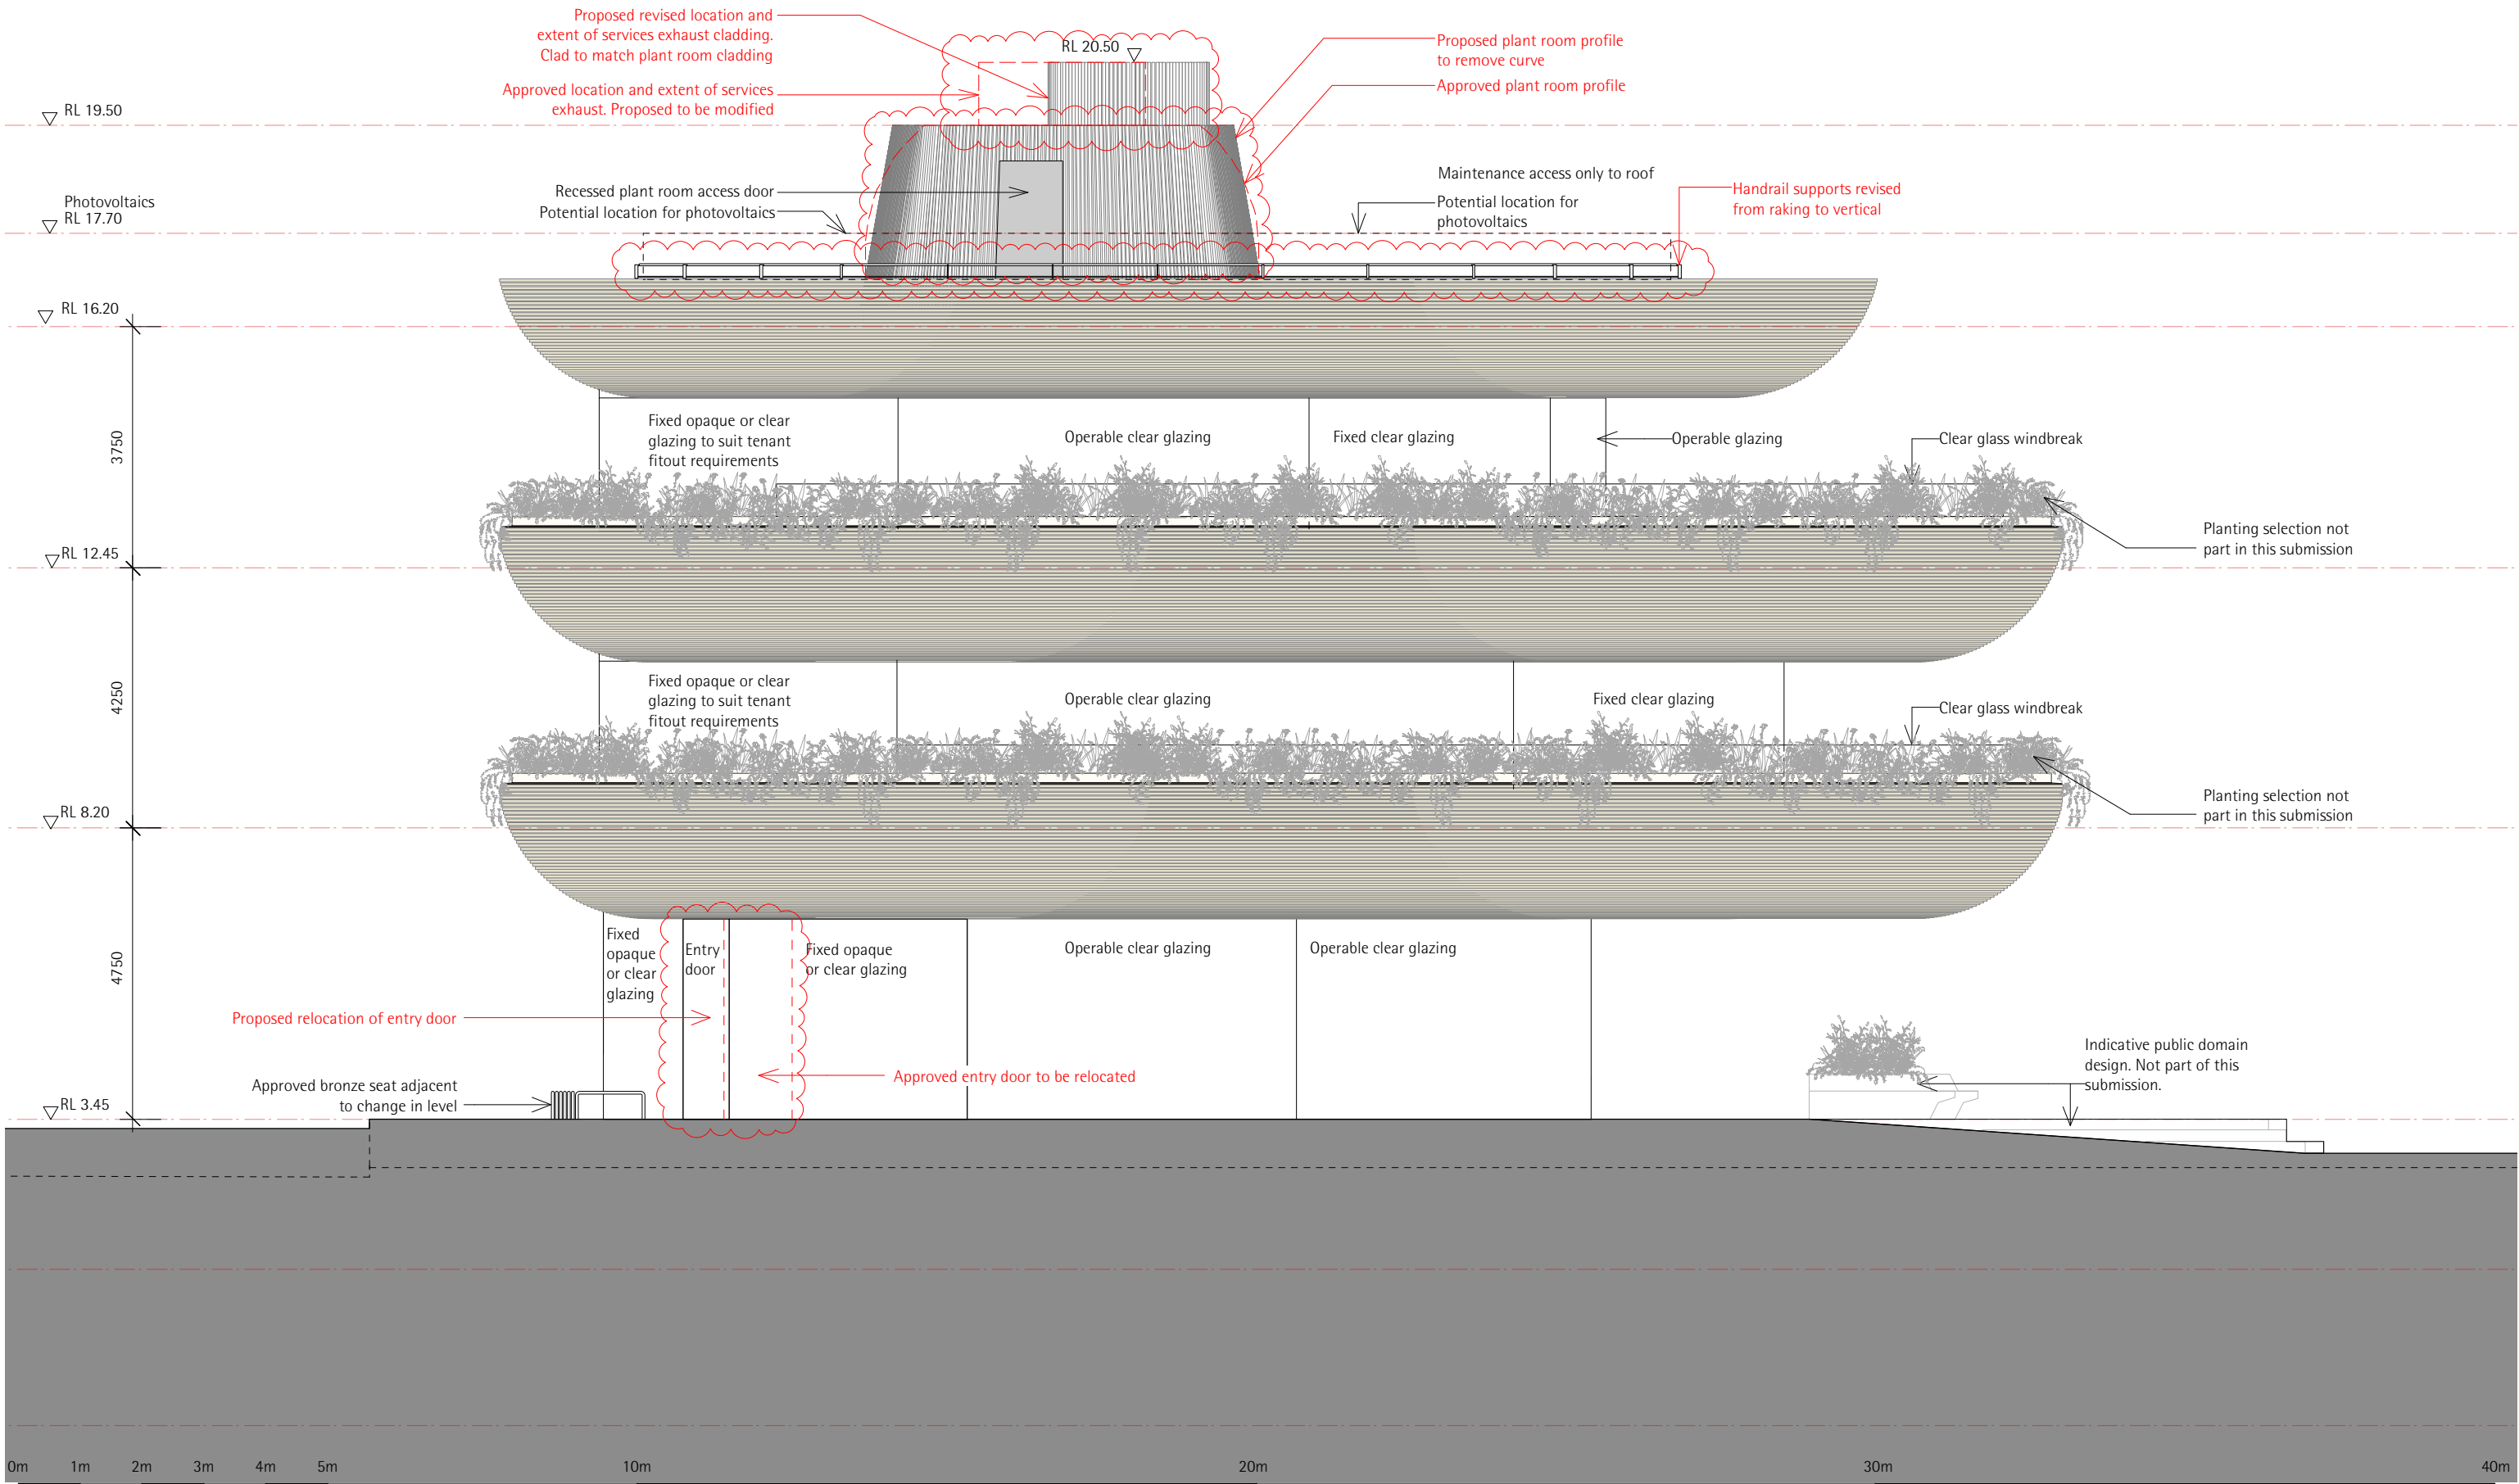 Proposed revised location and
extent of services exhaust cladding.
Clad to match plant room cladding
RL 20.50
Proposed plant room profile
to remove curve
Approved plant room profile
Approved location and extent of services
exhaust. Proposed to be modified
RL 19.50
Maintenance access only to roof
Recessed plant room access door
Potential location for photovoltaics
Potential location for
photovoltaics
Handrail supports revised
from raking to vertical
Photovoltaics
RL 17.70
RL 16.20
3750
Fixed opaque or clear
glazing to suit tenant
fitout requirements
Operable clear glazing
Fixed clear glazing
Operable glazing
Clear glass windbreak
Planting selection not
part in this submission
RL 12.45
4250
Fixed opaque or clear
glazing to suit tenant
fitout requirements
Operable clear glazing
Fixed clear glazing
Clear glass windbreak
Planting selection not
part in this submission
RL 8.20
4750
Fixed
opaque
or clear
glazing
Entry
door
Fixed opaque
or clear glazing
Operable clear glazing
Operable clear glazing
Proposed relocation of entry door
Approved entry door to be relocated
Approved bronze seat adjacent
to change in level
Indicative public domain
design. Not part of this
submission.
RL 3.45
0m 1m 2m 3m 4m 5m 10m 20m 30m 40m